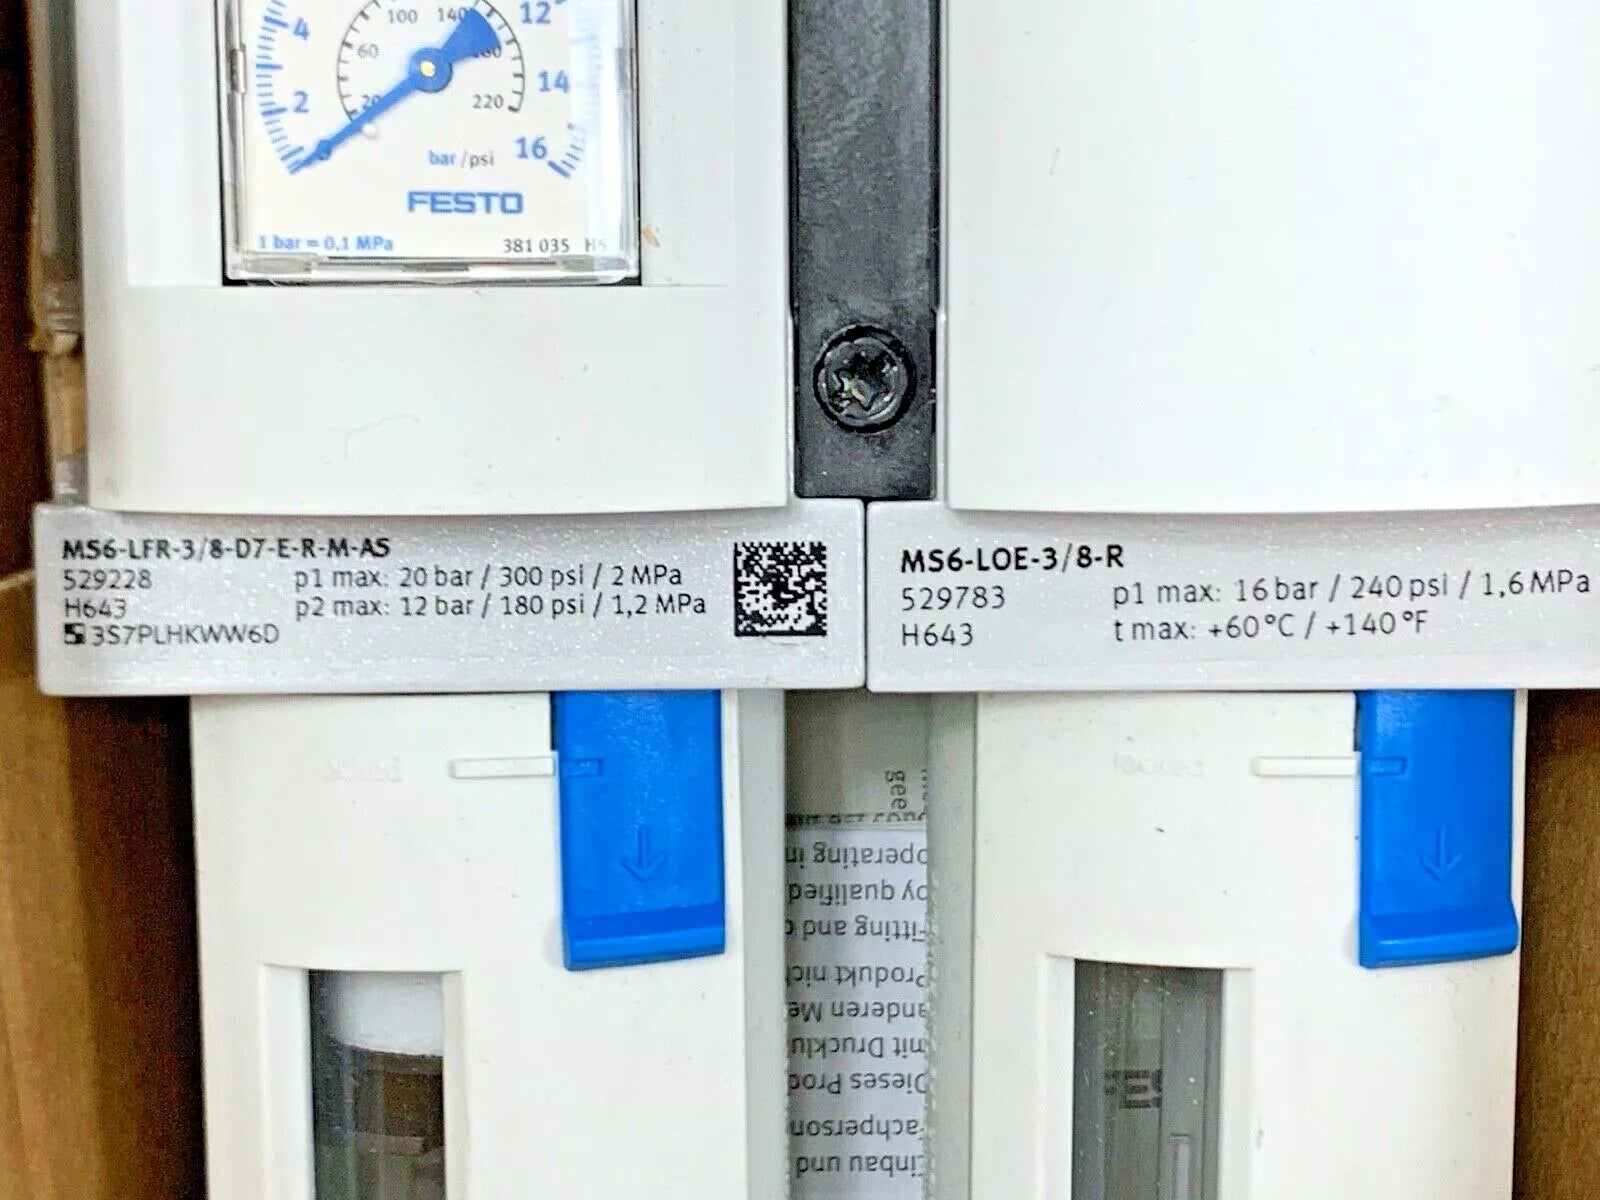 100
140
12
4
60
180
14
2
20
220
16
bar/psi
FESTO
1 bar = 0,1 MPa
381 035 H5
MS6-LFR-3/8-D7-E-R-M-AS
529228
p1 max: 20 bar / 300 psi / 2 MPa
H643
p2 max: 12 bar / 180 psi / 1,2 MPa
3S7PLHKWW6D
MS6-LOE-3/8-R
529783
p1 max: 16 bar / 240 psi / 1,6 MPa
H643
t max: +60°C / +140°F
gee
Einbau und
achperson
Dieses Prod
mit Drucklu
anderen Me
Produkt nich
Fitting and
by qualified
operating in